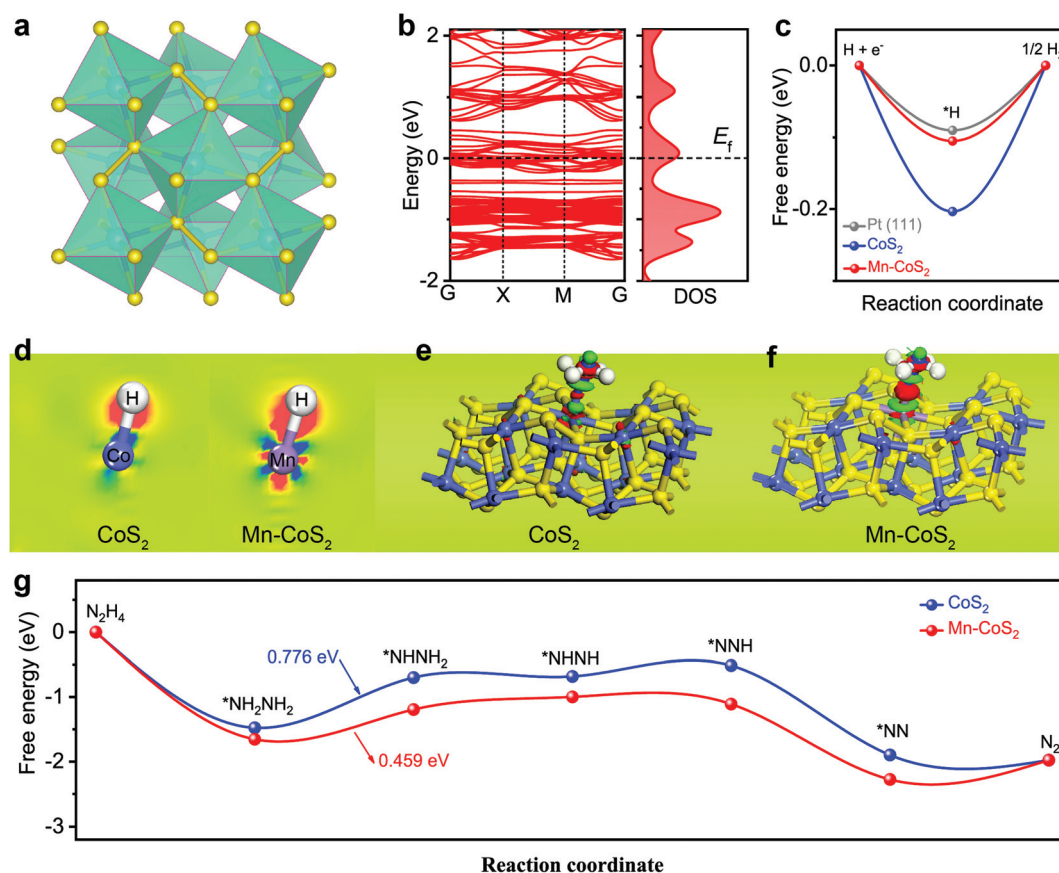 a
b
2
0
-2
Energy (eV)
E_f
G X M G
DOS
c
H + e⁻
1/2 H₂
0.0
-0.2
Free energy (eV)
*H
Pt (111)
CoS₂
Mn-CoS₂
Reaction coordinate
d
H
Co
CoS₂
H
Mn
Mn-CoS₂
e
CoS₂
f
Mn-CoS₂
g
0
-1
-2
-3
Free energy (eV)
N₂H₄
*NH₂NH₂
0.776 eV
0.459 eV
*NHNH₂
*NHNH
*NNH
*NN
N₂
CoS₂
Mn-CoS₂
Reaction coordinate